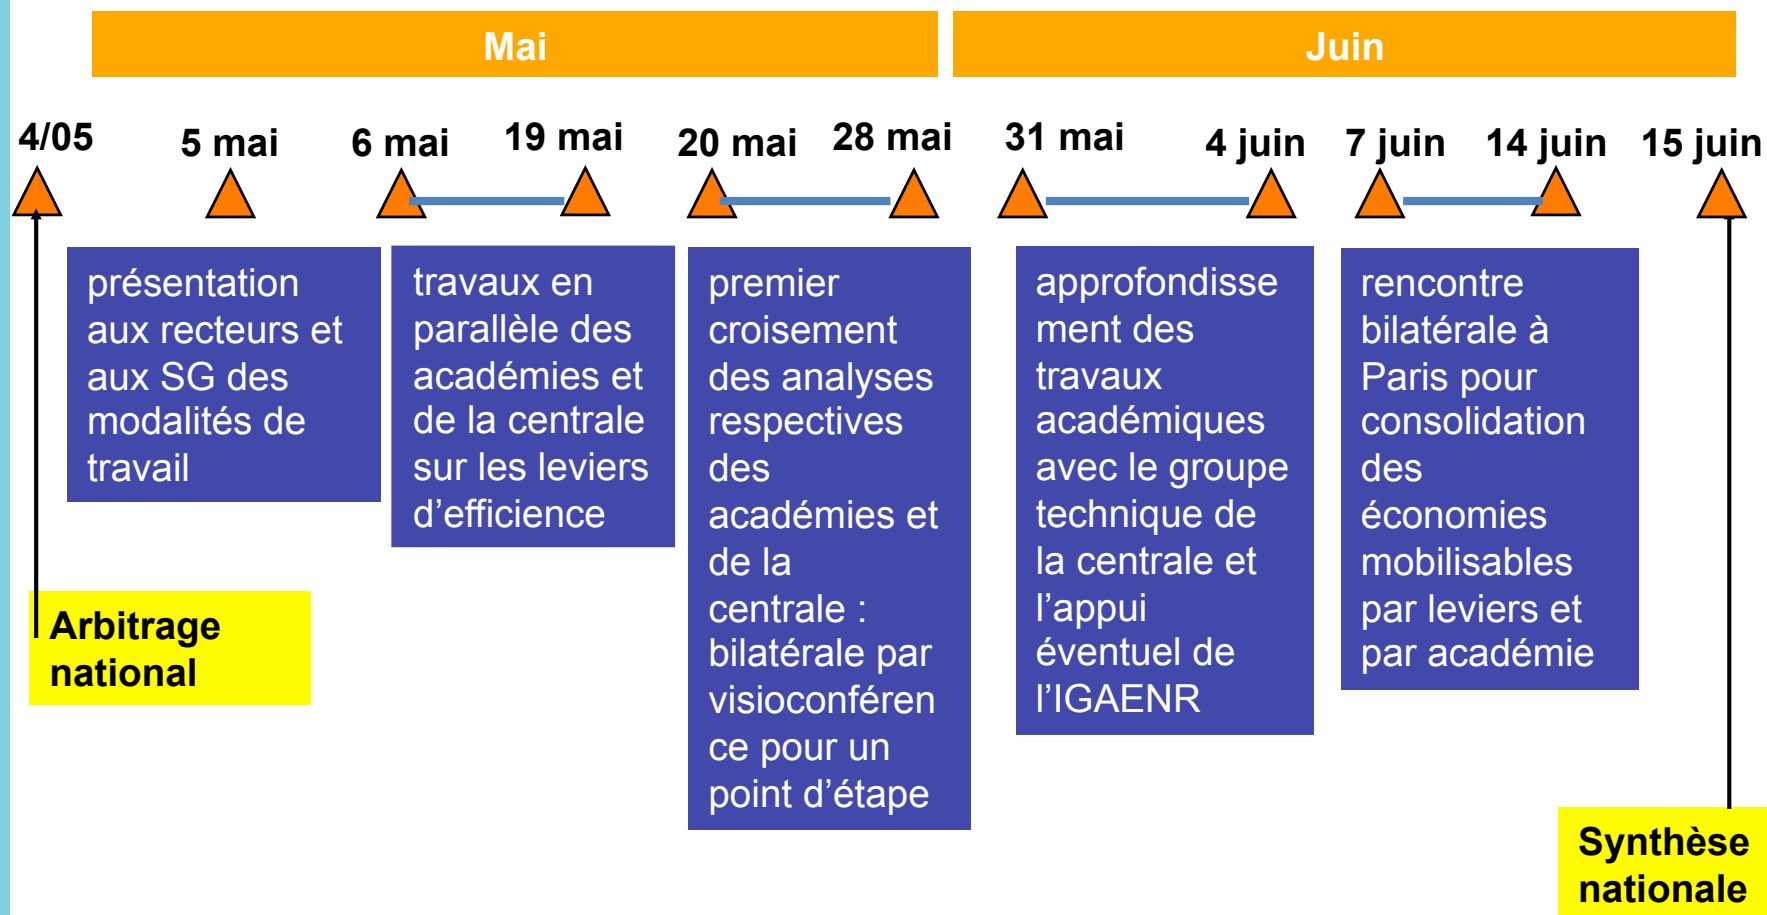 Mai
Juin
4/05
5 mai
6 mai
19 mai
20 mai
28 mai
31 mai
4 juin
7 juin
14 juin
15 juin
présentation
aux recteurs et
aux SG des
modalités de
travail
travaux en
parallèle des
académies et
de la centrale
sur les leviers
d’efficience
premier
croisement
des analyses
respectives
des
académies et
de la
centrale :
bilatérale par
visioconféren
ce pour un
point d’étape
approfondisse
ment des
travaux
académiques
avec le groupe
technique de
la centrale et
l’appui
éventuel de
l’IGAENR
rencontre
bilatérale à
Paris pour
consolidation
des
économies
mobilisables
par leviers et
par académie
Arbitrage
national
Synthèse
nationale